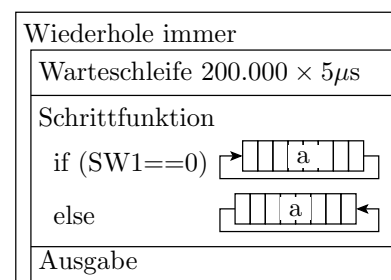 Wiederhole immer
Warteschleife 200.000 × 5µs
Schrittfunktion
if (SW1==0) a
else a
Ausgabe